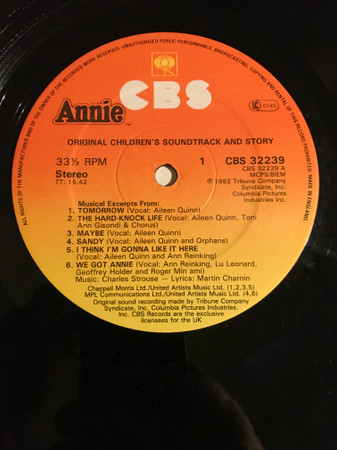 ALL RIGHTS OF THE MANUFACTURER AND OF THE OWNER OF THE RECORDED WORK RESERVED. UNAUTHORISED PUBLIC PERFORMANCE, BROADCASTING, COPYING AND RENTAL OF THIS RECORD PROHIBITED. MADE IN ENGLAND
Annie TM
CBS
LC 0149
ORIGINAL CHILDREN'S SOUNDTRACK AND STORY
33⅓ RPM 1 CBS 32239
Stereo CBS 32239 A
TT: 15.42 MCPS/BIEM
℗ 1982 Tribune Company
Syndicate, Inc.
Columbia Pictures
Industries Inc.
Musical Excerpts From:
1. TOMORROW (Vocal: Aileen Quinn)
2. THE HARD-KNOCK LIFE (Vocal: Aileen Quinn, Toni
Ann Gisondi & Chorus)
3. MAYBE (Vocal: Aileen Quinn)
4. SANDY (Vocal: Aileen Quinn and Orphans)
5. I THINK I'M GONNA LIKE IT HERE
(Vocal: Aileen Quinn and Ann Reinking)
6. WE GOT ANNIE (Vocal: Ann Reinking, Lu Leonard,
Geoffrey Holder and Roger Min ami)
Music: Charles Strouse – Lyrics: Martin Charnin
Chappell Morris Ltd./United Artists Music Ltd. (1,2,3,5)
MPL Communications Ltd./United Artists Music Ltd. (4,6)
Original sound recording made by Tribune Company
Syndicate, Inc. Columbia Pictures Industries,
Inc. CBS Records are the exclusive
licensees for the UK